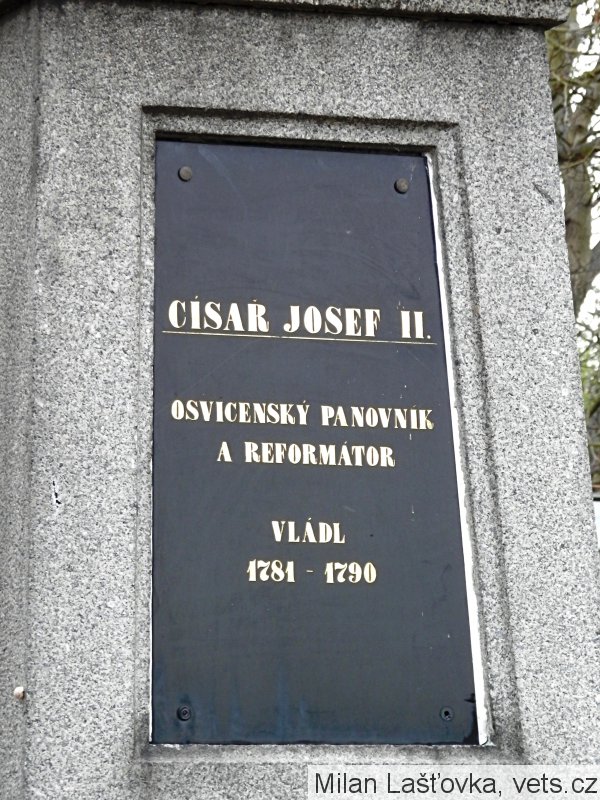 CÍSAŘ JOSEF II.
OSVICENSKÝ PANOVNÍK
A REFORMÁTOR
VLÁDL
1781 - 1790
Milan Lašťovka, vets.cz